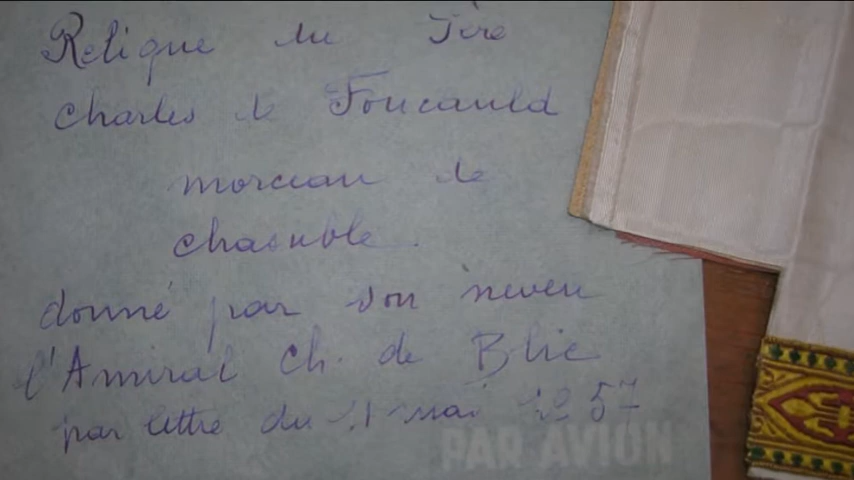 Relique du Père
Charles de Foucauld
morceau de
chasuble.
donné par son neveu
l'Amiral Ch. de Blic
par lettre du mai 1957
PAR AVION